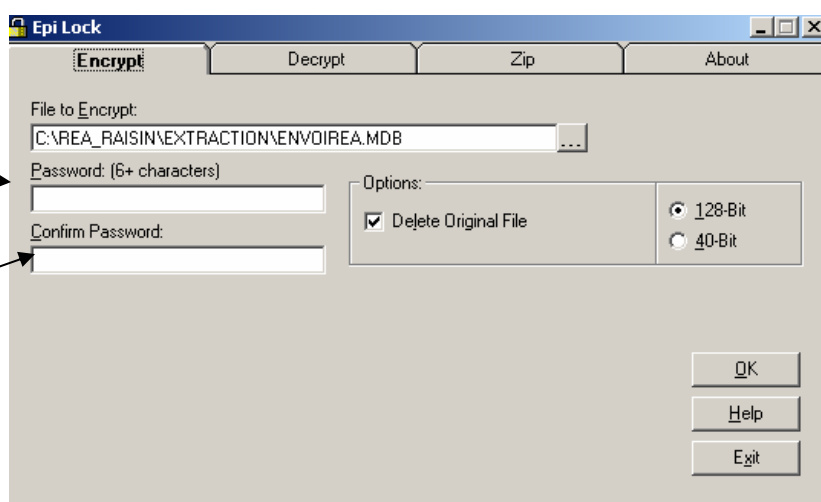 Epi Lock
Encrypt Decrypt Zip About
File to Encrypt:
C:\REA_RAISIN\EXTRACTION\ENVOIREA.MDB ...
Password: (6+ characters)
Options:
Delete Original File
128-Bit
40-Bit
Confirm Password:
OK
Help
Exit